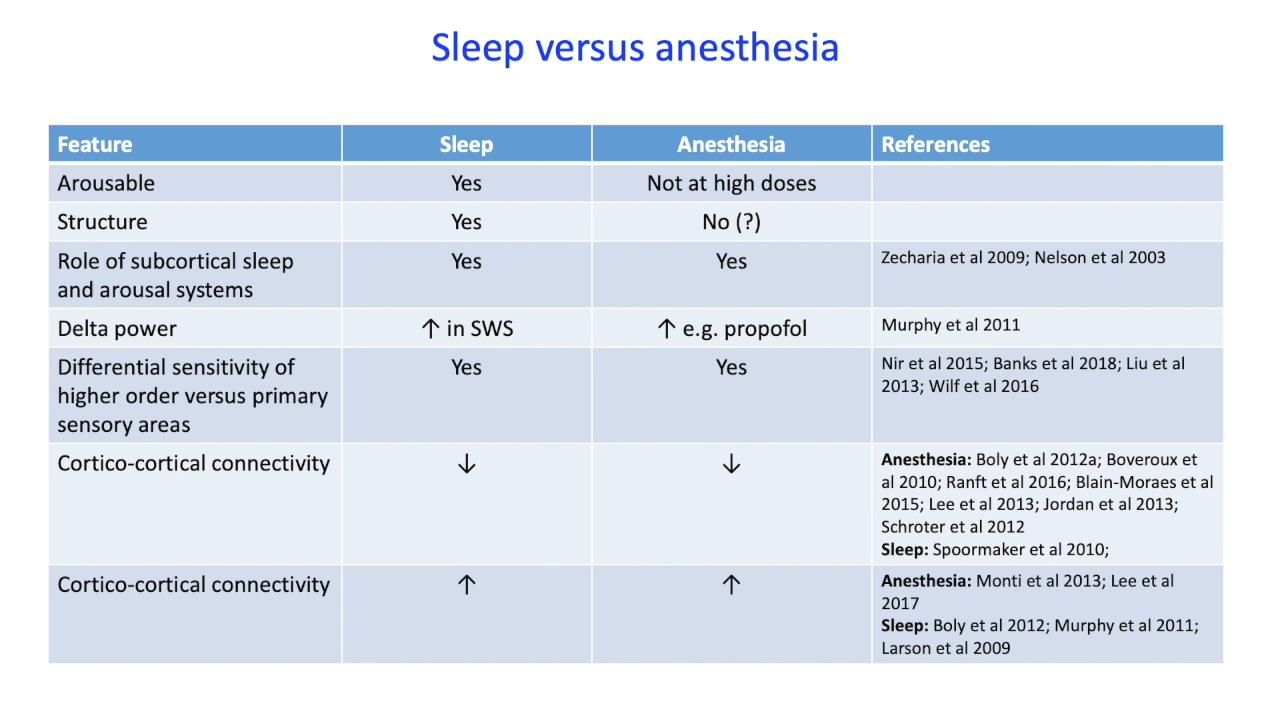 Sleep versus anesthesia
Feature Sleep Anesthesia References
Arousable Yes Not at high doses
Structure Yes No (?)
Role of subcortical sleep
and arousal systems
Yes Yes Zecharia et al 2009; Nelson et al 2003
Delta power ↑ in SWS ↑ e.g. propofol Murphy et al 2011
Differential sensitivity of
higher order versus primary
sensory areas
Yes Yes
Nir et al 2015; Banks et al 2018; Liu et al
2013; Wilf et al 2016
Cortico-cortical connectivity ↓ ↓
Anesthesia: Boly et al 2012a; Boveroux et
al 2010; Ranft et al 2016; Blain-Moraes et al
2015; Lee et al 2013; Jordan et al 2013;
Schroter et al 2012
Sleep: Spoormaker et al 2010;
Cortico-cortical connectivity ↑ ↑
Anesthesia: Monti et al 2013; Lee et al
2017
Sleep: Boly et al 2012; Murphy et al 2011;
Larson et al 2009